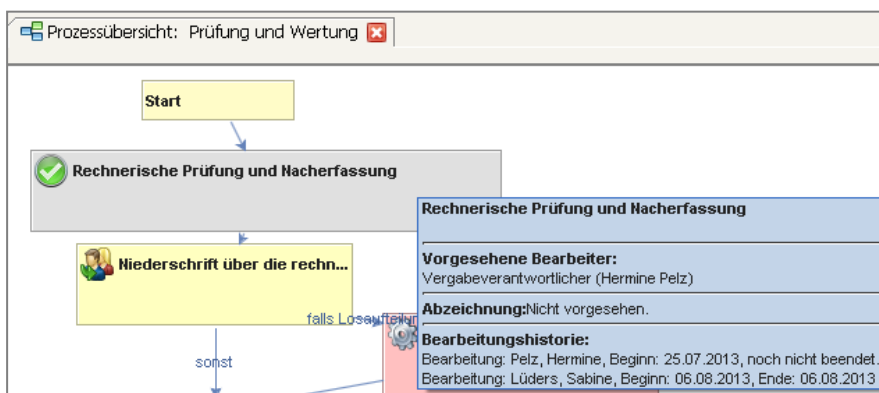 Prozessübersicht: Prüfung und Wertung
Start
Rechnerische Prüfung und Nacherfassung
Niederschrift über die rechn...
falls Losaufteilun
sonst
Rechnerische Prüfung und Nacherfassung
Vorgesehene Bearbeiter:
Vergabeverantwortlicher (Hermine Pelz)
Abzeichnung:Nicht vorgesehen.
Bearbeitungshistorie:
Bearbeitung: Pelz, Hermine, Beginn: 25.07.2013, noch nicht beendet.
Bearbeitung: Lüders, Sabine, Beginn: 06.08.2013, Ende: 06.08.2013